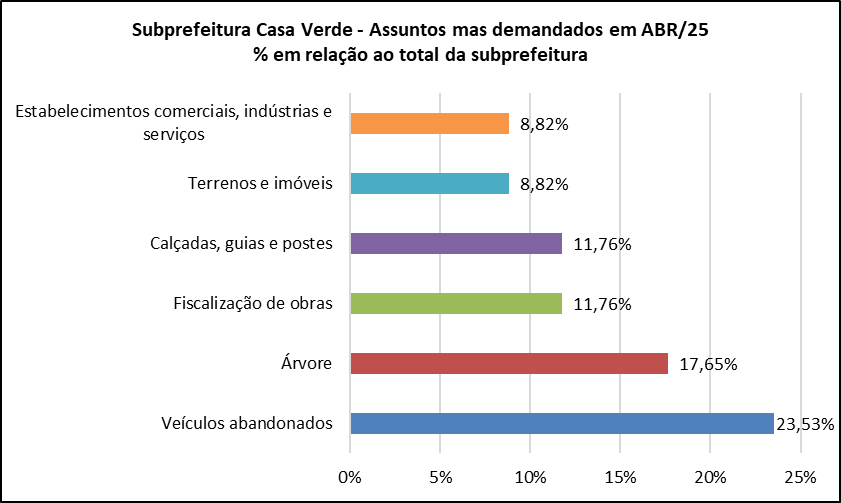 Subprefeitura Casa Verde - Assuntos mas demandados em ABR/25
% em relação ao total da subprefeitura
Estabelecimentos comerciais, indústrias e
serviços
8,82%
Terrenos e imóveis
8,82%
Calçadas, guias e postes
11,76%
Fiscalização de obras
11,76%
Árvore
17,65%
Veículos abandonados
23,53%
0%
5%
10%
15%
20%
25%